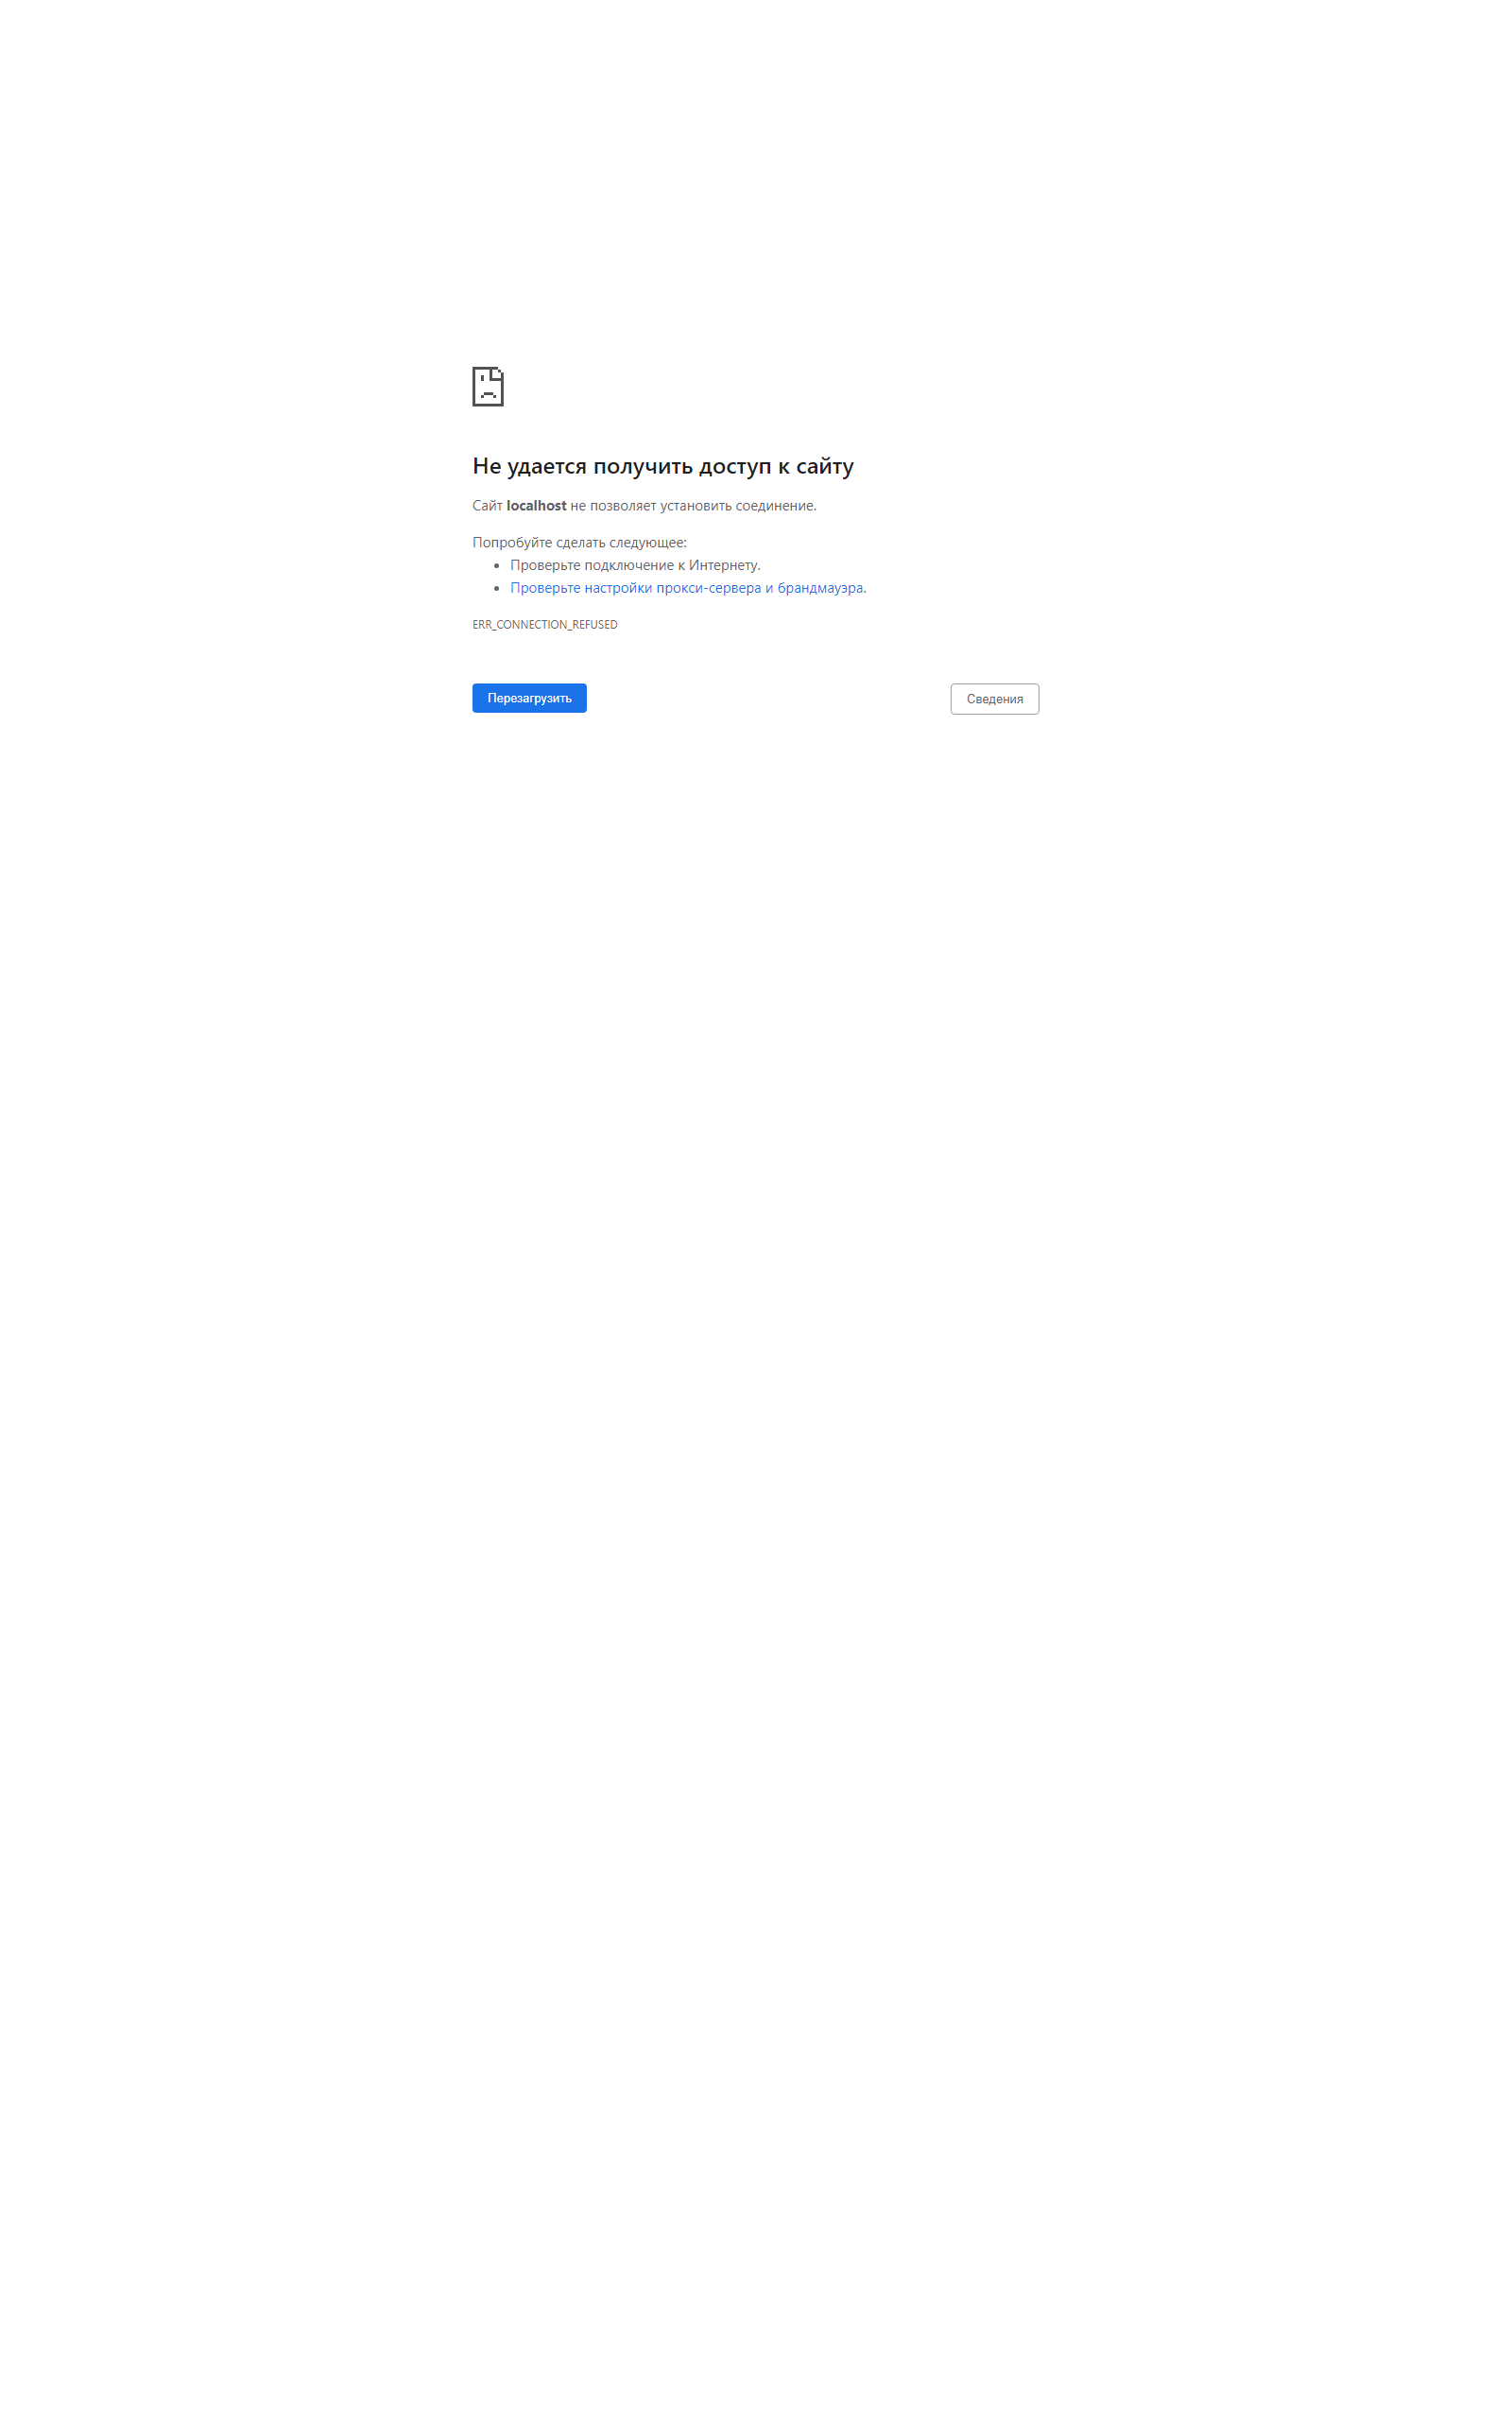 Не удается получить доступ к сайту
Сайт localhost не позволяет установить соединение.
Попробуйте сделать следующее:
Проверьте подключение к Интернету.
Проверьте настройки прокси-сервера и брандмауэра.
ERR_CONNECTION_REFUSED
Перезагрузить
Сведения